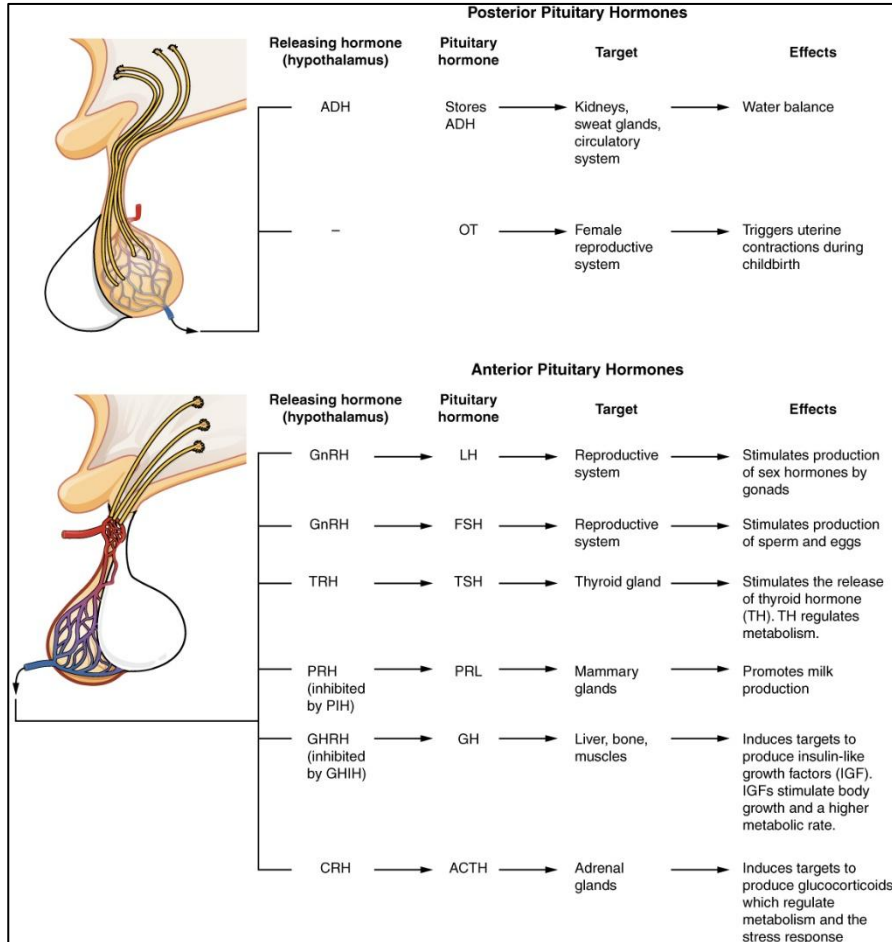 Posterior Pituitary Hormones
Releasing hormone
(hypothalamus)
Pituitary
hormone
Target
Effects
ADH
Stores
ADH
Kidneys,
sweat glands,
circulatory
system
Water balance
–
OT
Female
reproductive
system
Triggers uterine
contractions during
childbirth
Anterior Pituitary Hormones
Releasing hormone
(hypothalamus)
Pituitary
hormone
Target
Effects
GnRH
LH
Reproductive
system
Stimulates production
of sex hormones by
gonads
GnRH
FSH
Reproductive
system
Stimulates production
of sperm and eggs
TRH
TSH
Thyroid gland
Stimulates the release
of thyroid hormone
(TH). TH regulates
metabolism.
PRH
(inhibited
by PIH)
PRL
Mammary
glands
Promotes milk
production
GHRH
(inhibited
by GHIH)
GH
Liver, bone,
muscles
Induces targets to
produce insulin-like
growth factors (IGF).
IGFs stimulate body
growth and a higher
metabolic rate.
CRH
ACTH
Adrenal
glands
Induces targets to
produce glucocorticoids
which regulate
metabolism and the
stress response